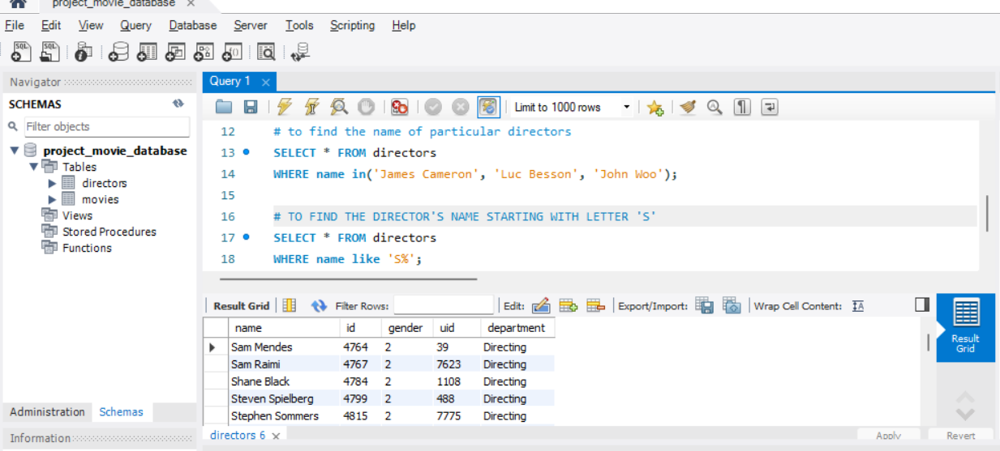 project_movie_database ×
File Edit View Query Database Server Tools Scripting Help
Navigator
SCHEMAS
Filter objects
project_movie_database
Tables
directors
movies
Views
Stored Procedures
Functions
Administration Schemas
Information
Query 1 ×
Limit to 1000 rows
12 # to find the name of particular directors
13 SELECT * FROM directors
14 WHERE name in('James Cameron', 'Luc Besson', 'John Woo');
15
16 # TO FIND THE DIRECTOR'S NAME STARTING WITH LETTER 'S'
17 SELECT * FROM directors
18 WHERE name like 'S%';
Result Grid Filter Rows: Edit: Export/Import: Wrap Cell Content:
name id gender uid department
Sam Mendes 4764 2 39 Directing
Sam Raimi 4767 2 7623 Directing
Shane Black 4784 2 1108 Directing
Steven Spielberg 4799 2 488 Directing
Stephen Sommers 4815 2 7775 Directing
Result
Grid
directors 6 ×
Apply Revert